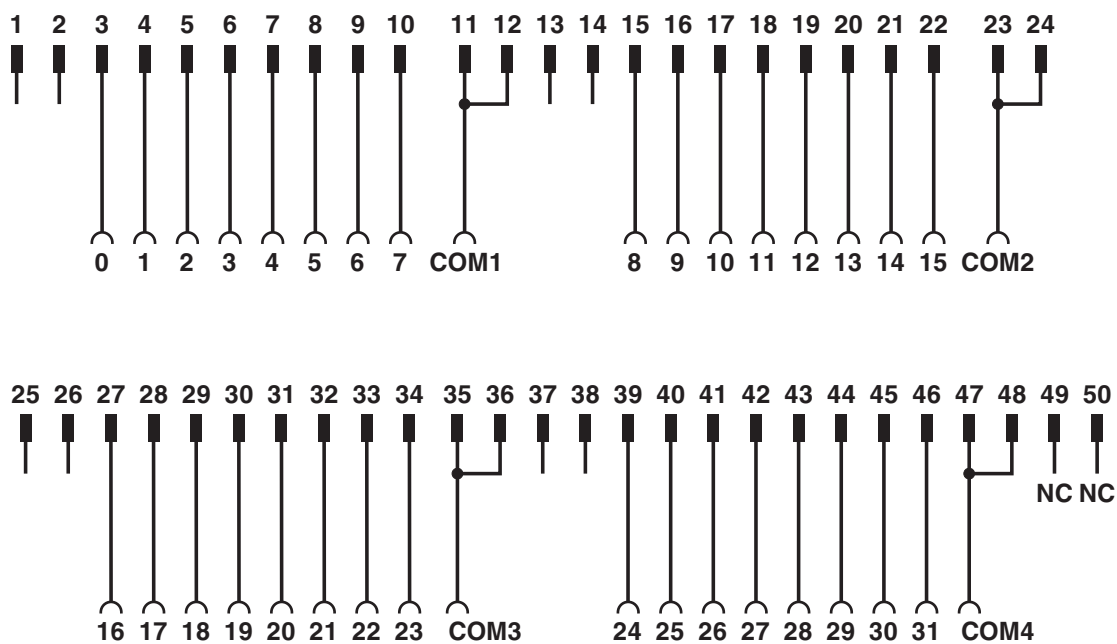 1 2 3 4 5 6 7 8 9 10 11 12 13 14 15 16 17 18 19 20 21 22 23 24
0 1 2 3 4 5 6 7 COM1 8 9 10 11 12 13 14 15 COM2
25 26 27 28 29 30 31 32 33 34 35 36 37 38 39 40 41 42 43 44 45 46 47 48 49 50
NC NC
16 17 18 19 20 21 22 23 COM3 24 25 26 27 28 29 30 31 COM4